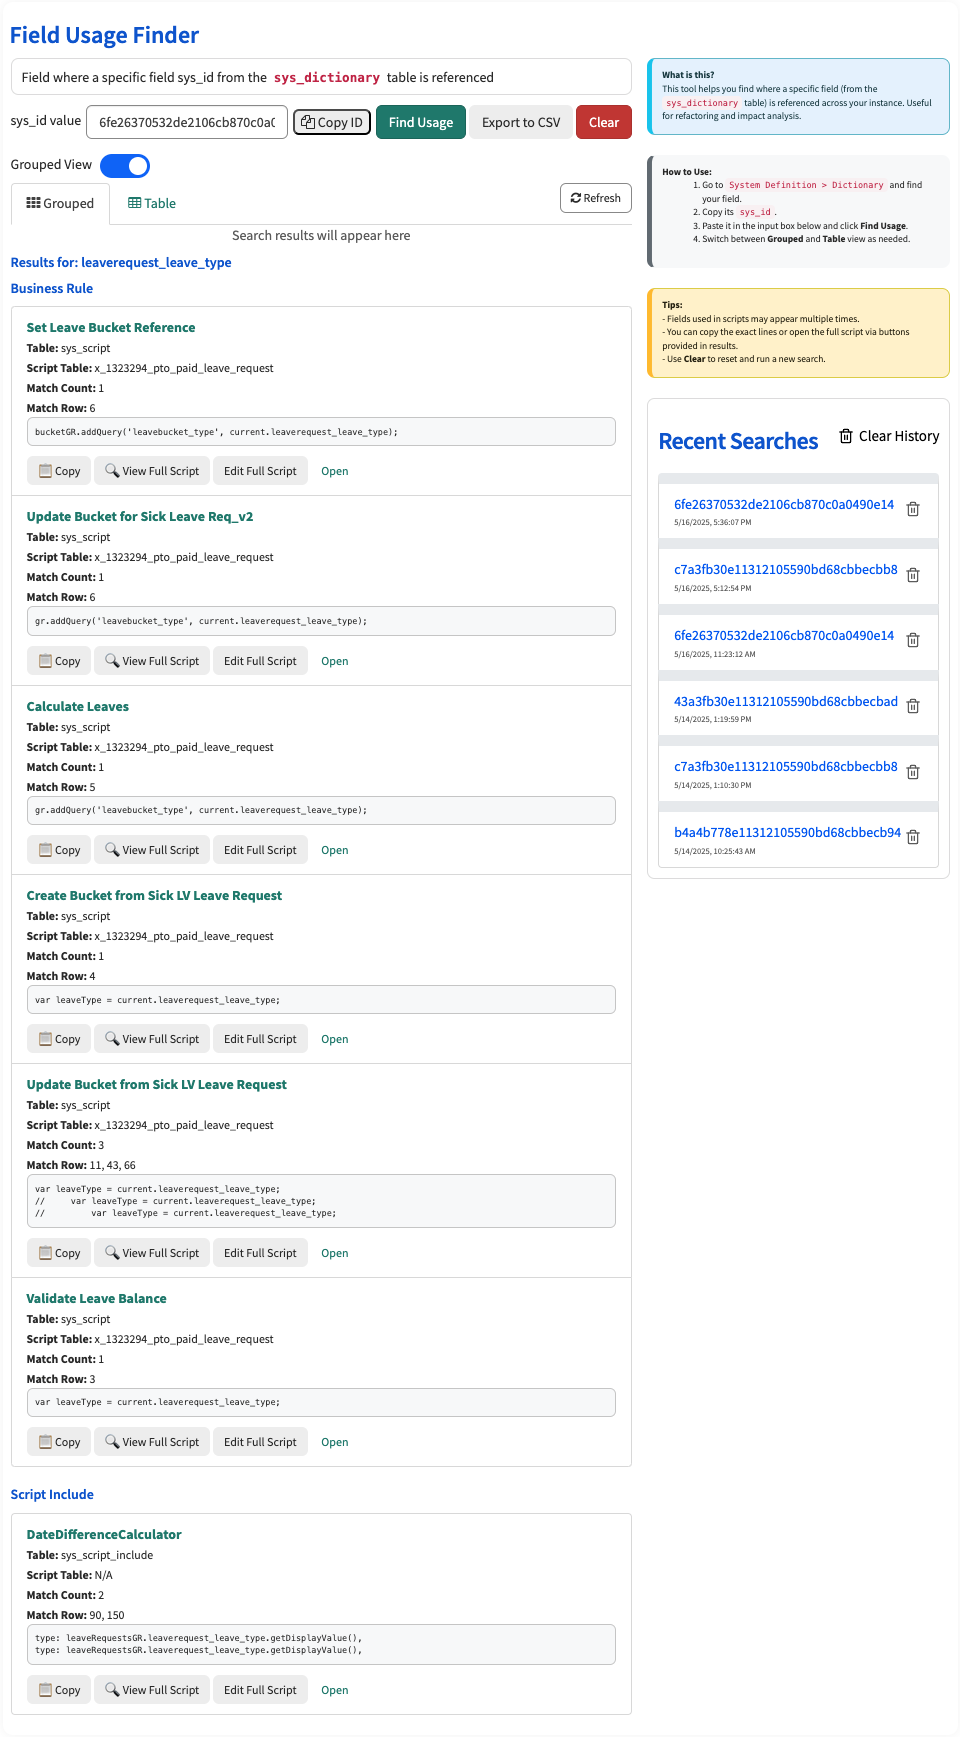 Field Usage Finder
Field where a specific field sys_id from the sys_dictionary table is referenced
sys_id value 6fe26370532de2106cb870c0a0 Copy ID Find Usage Export to CSV Clear
Grouped View
Grouped Table Refresh
Search results will appear here
Results for: leaverequest_leave_type
Business Rule
Set Leave Bucket Reference
Table: sys_script
Script Table: x_1323294_pto_paid_leave_request
Match Count: 1
Match Row: 6
bucketGR.addQuery('leavebucket_type', current.leaverequest_leave_type);
Copy View Full Script Edit Full Script Open
Update Bucket for Sick Leave Req_v2
Table: sys_script
Script Table: x_1323294_pto_paid_leave_request
Match Count: 1
Match Row: 6
gr.addQuery('leavebucket_type', current.leaverequest_leave_type);
Copy View Full Script Edit Full Script Open
Calculate Leaves
Table: sys_script
Script Table: x_1323294_pto_paid_leave_request
Match Count: 1
Match Row: 5
gr.addQuery('leavebucket_type', current.leaverequest_leave_type);
Copy View Full Script Edit Full Script Open
Create Bucket from Sick LV Leave Request
Table: sys_script
Script Table: x_1323294_pto_paid_leave_request
Match Count: 1
Match Row: 4
var leaveType = current.leaverequest_leave_type;
Copy View Full Script Edit Full Script Open
Update Bucket from Sick LV Leave Request
Table: sys_script
Script Table: x_1323294_pto_paid_leave_request
Match Count: 3
Match Row: 11, 43, 66
var leaveType = current.leaverequest_leave_type;
// var leaveType = current.leaverequest_leave_type;
// var leaveType = current.leaverequest_leave_type;
Copy View Full Script Edit Full Script Open
Validate Leave Balance
Table: sys_script
Script Table: x_1323294_pto_paid_leave_request
Match Count: 1
Match Row: 3
var leaveType = current.leaverequest_leave_type;
Copy View Full Script Edit Full Script Open
Script Include
DateDifferenceCalculator
Table: sys_script_include
Script Table: N/A
Match Count: 2
Match Row: 90, 150
type: leaveRequestsGR.leaverequest_leave_type.getDisplayValue(),
type: leaveRequestsGR.leaverequest_leave_type.getDisplayValue(),
Copy View Full Script Edit Full Script Open
What is this?
This tool helps you find where a specific field (from the
sys_dictionary table) is referenced across your instance. Useful
for refactoring and impact analysis.
How to Use:
1. Go to System Definition > Dictionary and find
your field.
2. Copy its sys_id.
3. Paste it in the input box below and click Find Usage.
4. Switch between Grouped and Table view as needed.
Tips:
- Fields used in scripts may appear multiple times.
- You can copy the exact lines or open the full script via buttons
provided in results.
- Use Clear to reset and run a new search.
Recent Searches Clear History
6fe26370532de2106cb870c0a0490e14
5/16/2025, 5:36:07 PM
c7a3fb30e11312105590bd68cbbecbb8
5/16/2025, 5:12:54 PM
6fe26370532de2106cb870c0a0490e14
5/16/2025, 11:23:12 AM
43a3fb30e11312105590bd68cbbecbad
5/14/2025, 1:19:59 PM
c7a3fb30e11312105590bd68cbbecbb8
5/14/2025, 1:10:30 PM
b4a4b778e11312105590bd68cbbecb94
5/14/2025, 10:25:43 AM